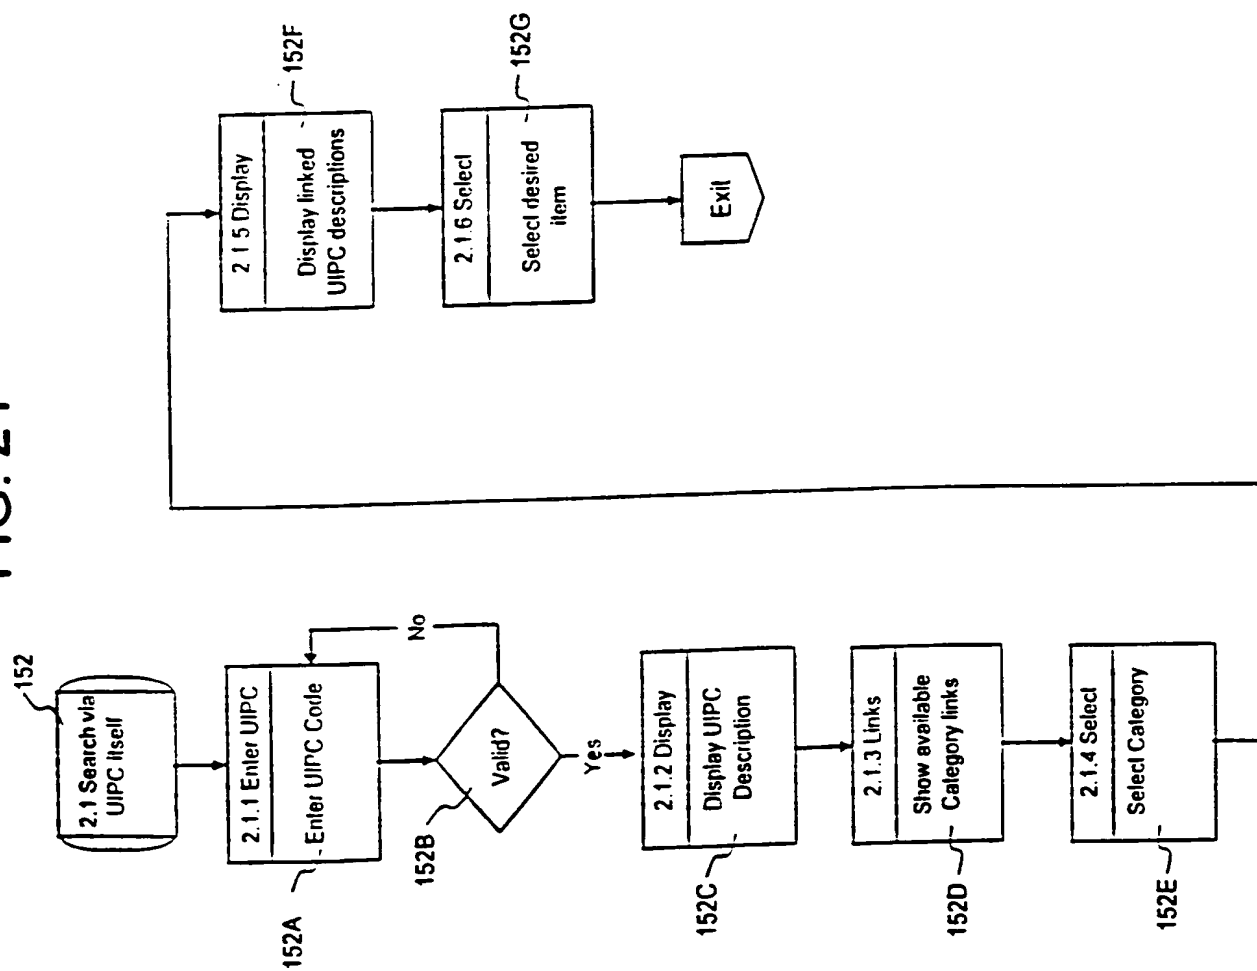 152
2.1 Search via
UIPC Itself
2.1.1 Enter UIPC
Enter UIPC Code
152A
No
Valid?
152B
Yes
2.1.2 Display
Display UIPC
Description
152C
2.1.3 Links
Show available
Category links
152D
2.1.4 Select
Select Category
152E
2.1.5 Display
Display linked
UIPC descriptions
152F
2.1.6 Select
Select desired
item
152G
Exit